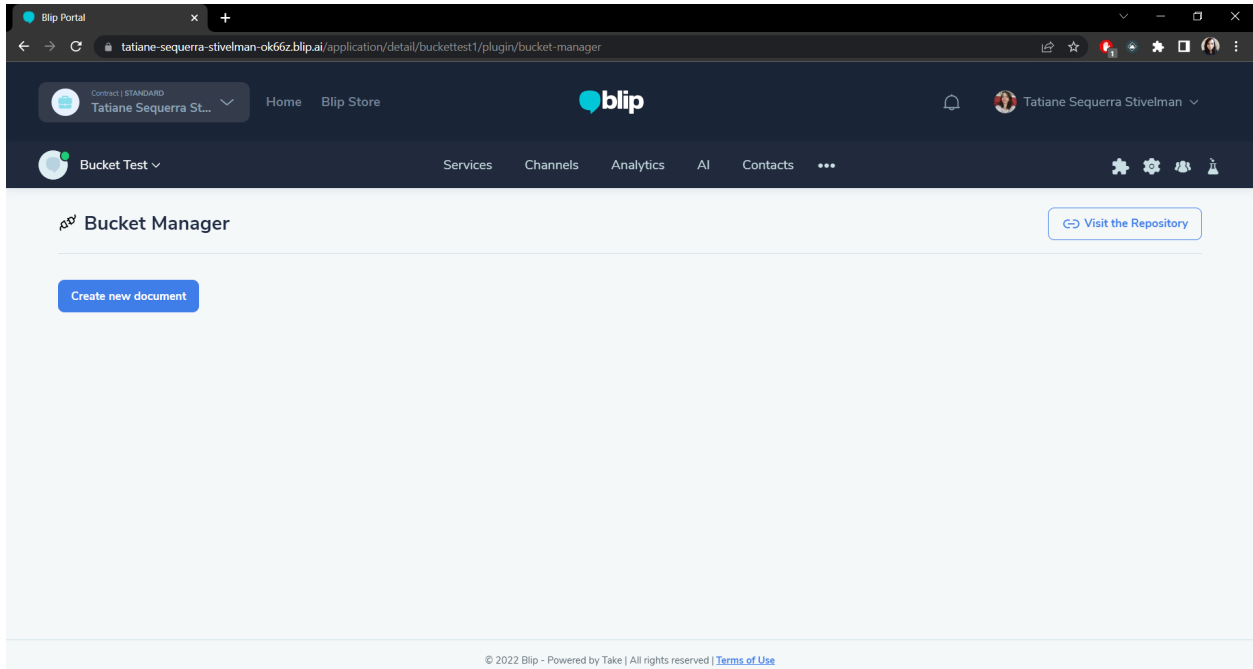 Blip Portal
tatiane-sequerra-stivelman-ok66z.blip.ai/application/detail/buckettest1/plugin/bucket-manager
1
Contract | STANDARD
Tatiane Sequerra St...
Home Blip Store
blip
Tatiane Sequerra Stivelman
Bucket Test
Services Channels Analytics AI Contacts
Bucket Manager
Visit the Repository
Create new document
© 2022 Blip - Powered by Take | All rights reserved | Terms of Use